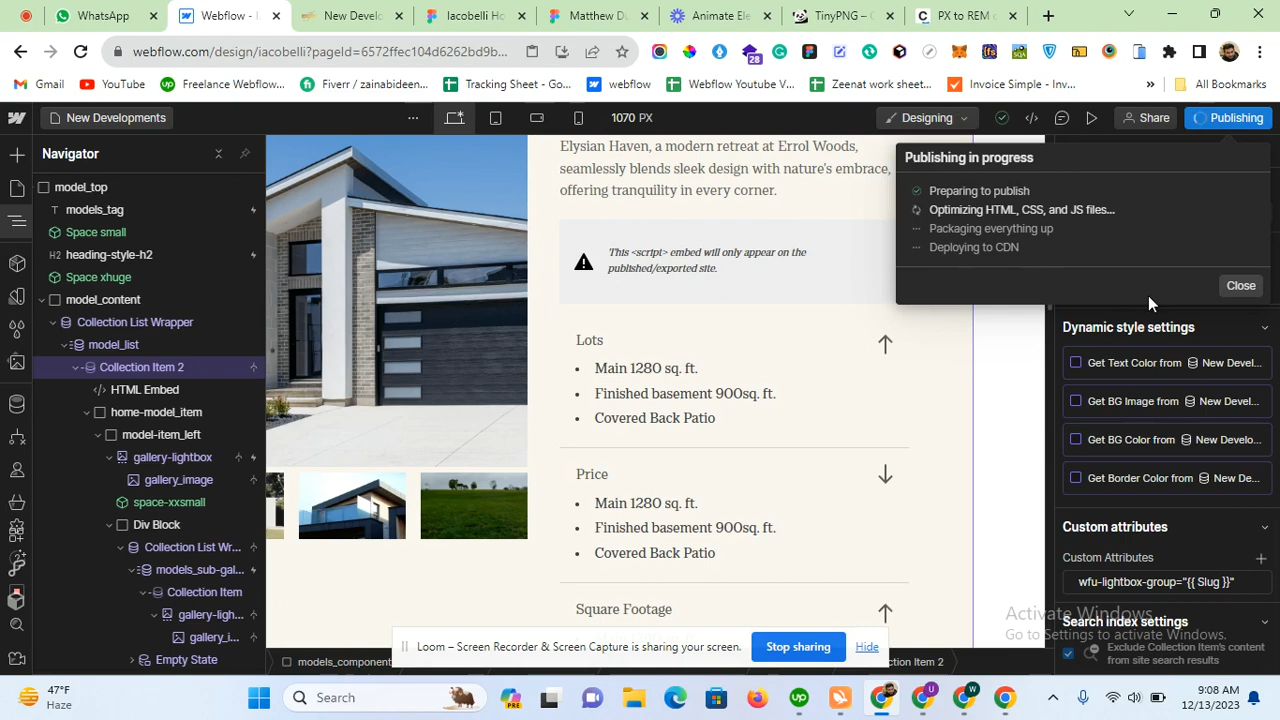 WhatsApp
Webflow - I
New Develo
Iacobelli Ho
Matthew Du
Animate Ele
TinyPNG – C
PX to REM c
webflow.com/design/iacobelli?pageId=6572ffec104d6262bd9b...
28
Gmail
YouTube
Freelance Webflow...
Fiverr / zainabideen...
Tracking Sheet - G...
webflow
Webflow Youtube V...
Zeenat work sheet...
Invoice Simple - Inv...
»
All Bookmarks
New Developments
1070 PX
Designing
Share
Publishing
Navigator
model_top
models_tag
Space small
H2 heading-style-h2
Space xhuge
model_content
Collection List Wrapper
model_list
Collection Item 2
HTML Embed
home-model_item
model-item_left
gallery-lightbox
gallery_image
space-xxsmall
Div Block
Collection List Wr...
models_sub-gal...
Collection Item
gallery-ligh...
gallery_i...
Empty State
Elysian Haven, a modern retreat at Errol Woods,
seamlessly blends sleek design with nature's embrace,
offering tranquility in every corner.
This <script> embed will only appear on the
published/exported site.
Lots
• Main 1280 sq. ft.
• Finished basement 900sq. ft.
• Covered Back Patio
Price
• Main 1280 sq. ft.
• Finished basement 900sq. ft.
• Covered Back Patio
Square Footage
Publishing in progress
Preparing to publish
Optimizing HTML, CSS, and JS files...
Packaging everything up
Deploying to CDN
Close
Dynamic style settings
Get Text Color from New Devel...
Get BG Image from New Devel...
Get BG Color from New Develo...
Get Border Color from New De...
Custom attributes
Custom Attributes
wfu-lightbox-group="{{ Slug }}"
Activate Windows
Go to Settings to activate Windows.
Search index settings
Exclude Collection Item's content
from site search results
Loom – Screen Recorder & Screen Capture is sharing your screen.
Stop sharing
Hide
models_component
ction Item 2
47°F
Haze
Search
9:08 AM
12/13/2023